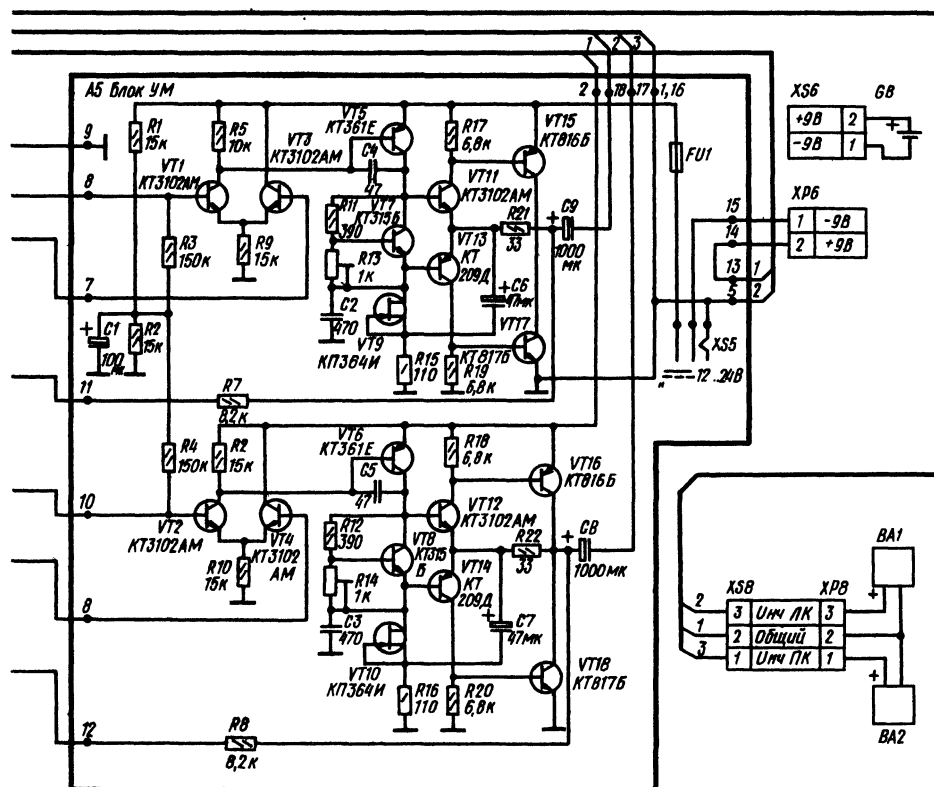 1 2 3
А5 Блок УМ
2 18 17 1,16
9
R1
15к
R5
10к
VT3
КТ3102АМ
VT5
КТ361Е
C4
47
R17
6,8к
VT15
КТ816Б
FU1
XS6
+9В 2
-9В 1
GB
+
VT1
КТ3102АМ
8
VT11
КТ3102АМ
VT7
КТ315Б
R11
390
R21
33
C9
+
1000
мк
XP6
1 -9В
2 +9В
15
14
13
5
1
2
R3
150к
R9
15к
R13
1к
VT13
КТ
209Д
C6
+
47мк
7
C1
+
100
мк
R2
15к
C2
470
VT9
КП364И
R15
110
VT17
КТ817Б
R19
6,8к
XS5
12...24В
11
R7
8,2к
R4
150к
R2
15к
VT6
КТ361Е
C5
47
R18
6,8к
VT16
КТ816Б
10
VT2
КТ3102АМ
VT4
КТ3102
АМ
VT12
КТ3102АМ
R12
390
VT8
КТ315
Б
R22
33
C8
+
1000мк
R10
15к
R14
1к
VT14
КТ
209Д
C7
+
47мк
8
C3
470
VT10
КП364И
R16
110
R20
6,8к
VT18
КТ817Б
12
R8
8,2к
BA1
+
XS8 XP8
2 3 Uнч ЛК 3
1 2 Общий 2
3 1 Uнч ПК 1
+
BA2